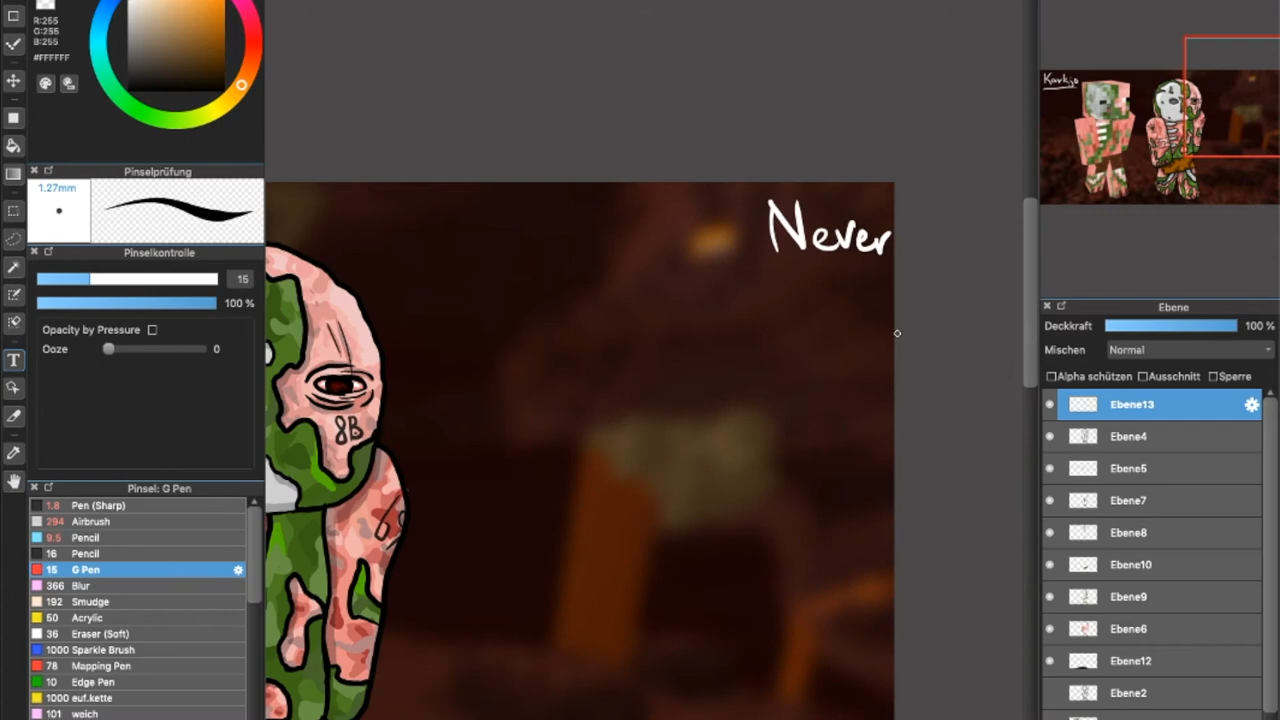 R:255
G:255
B:255
#FFFFFF
Pinselprüfung
1.27mm
Pinselkontrolle
15
100 %
Opacity by Pressure
Ooze 0
Pinsel: G Pen
1.8 Pen (Sharp)
294 Airbrush
9.5 Pencil
16 Pencil
15 G Pen
366 Blur
192 Smudge
50 Acrylic
36 Eraser (Soft)
1000 Sparkle Brush
78 Mapping Pen
10 Edge Pen
1000 euf.kette
101 weich
T
Never
8B
Karkjo
Ebene
Deckkraft 100 %
Mischen Normal
Alpha schützen Ausschnitt Sperre
Ebene13
Ebene4
Ebene5
Ebene7
Ebene8
Ebene10
Ebene9
Ebene6
Ebene12
Ebene2